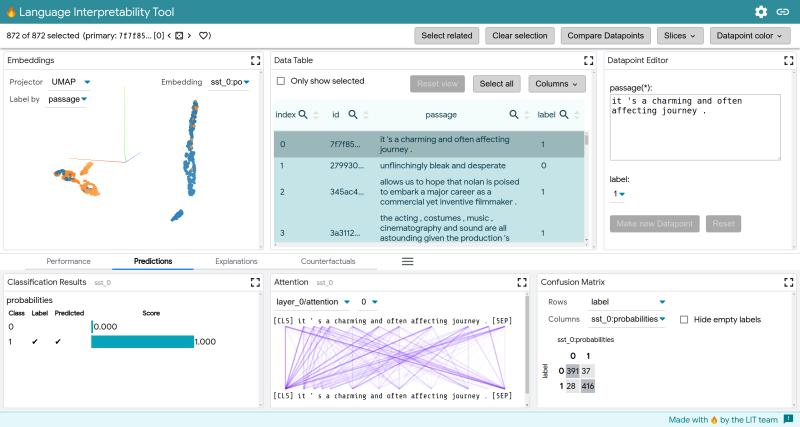 Language Interpretability Tool
872 of 872 selected (primary: 7f7f85... [0] < > )
Select related
Clear selection
Compare Datapoints
Slices
Datapoint color
Embeddings
Projector UMAP
Embedding sst_0:po
Label by passage
Data Table
Only show selected
Reset view
Select all
Columns
index id passage label
0 7f7f85... it 's a charming and often affecting
journey . 1
1 279930... unflinchingly bleak and desperate 0
2 345ac4... allows us to hope that nolan is poised
to embark a major career as a
commercial yet inventive filmmaker . 1
3 3a3112... the acting , costumes , music ,
cinematography and sound are all
astounding given the production 's 1
Datapoint Editor
passage(*):
it 's a charming and often
affecting journey .
label:
1
Make new Datapoint
Reset
Performance
Predictions
Explanations
Counterfactuals
Classification Results sst_0
probabilities
Class Label Predicted Score
0 0.000
1 ✔ ✔ 1.000
Attention sst_0
layer_0/attention 0
[CLS] it ' s a charming and often affecting journey . [SEP]
[CLS] it ' s a charming and often affecting journey . [SEP]
Confusion Matrix
Rows label
Columns sst_0:probabilities
Hide empty labels
sst_0:probabilities
0 1
label
0 391 37
1 28 416
Made with 🔥 by the LIT team